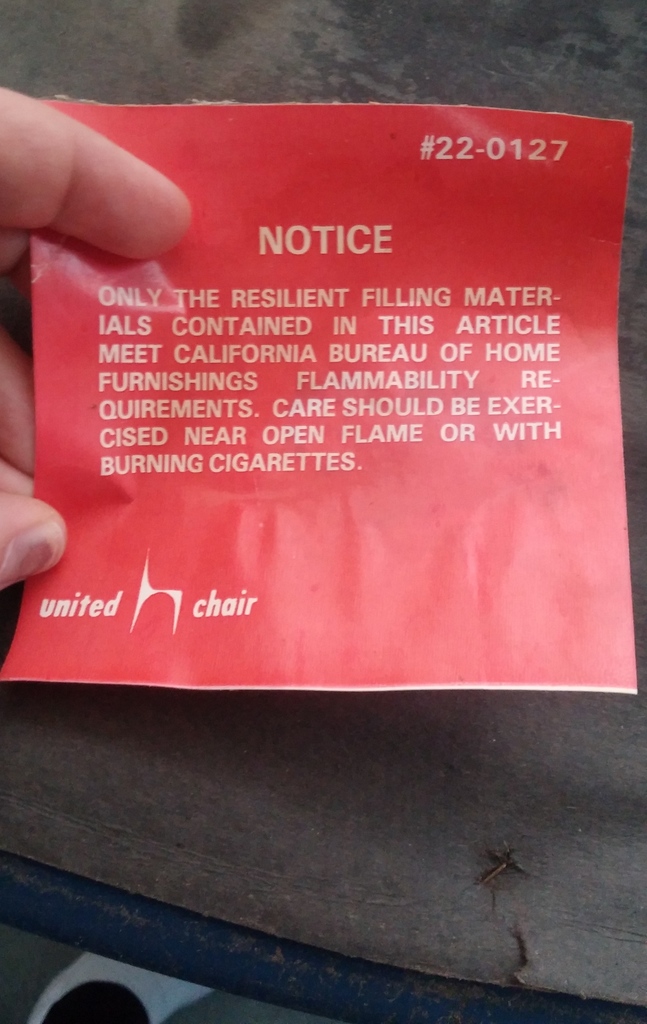 #22-0127
NOTICE
ONLY THE RESILIENT FILLING MATER-
IALS CONTAINED IN THIS ARTICLE
MEET CALIFORNIA BUREAU OF HOME
FURNISHINGS FLAMMABILITY RE-
QUIREMENTS. CARE SHOULD BE EXER-
CISED NEAR OPEN FLAME OR WITH
BURNING CIGARETTES.
united chair